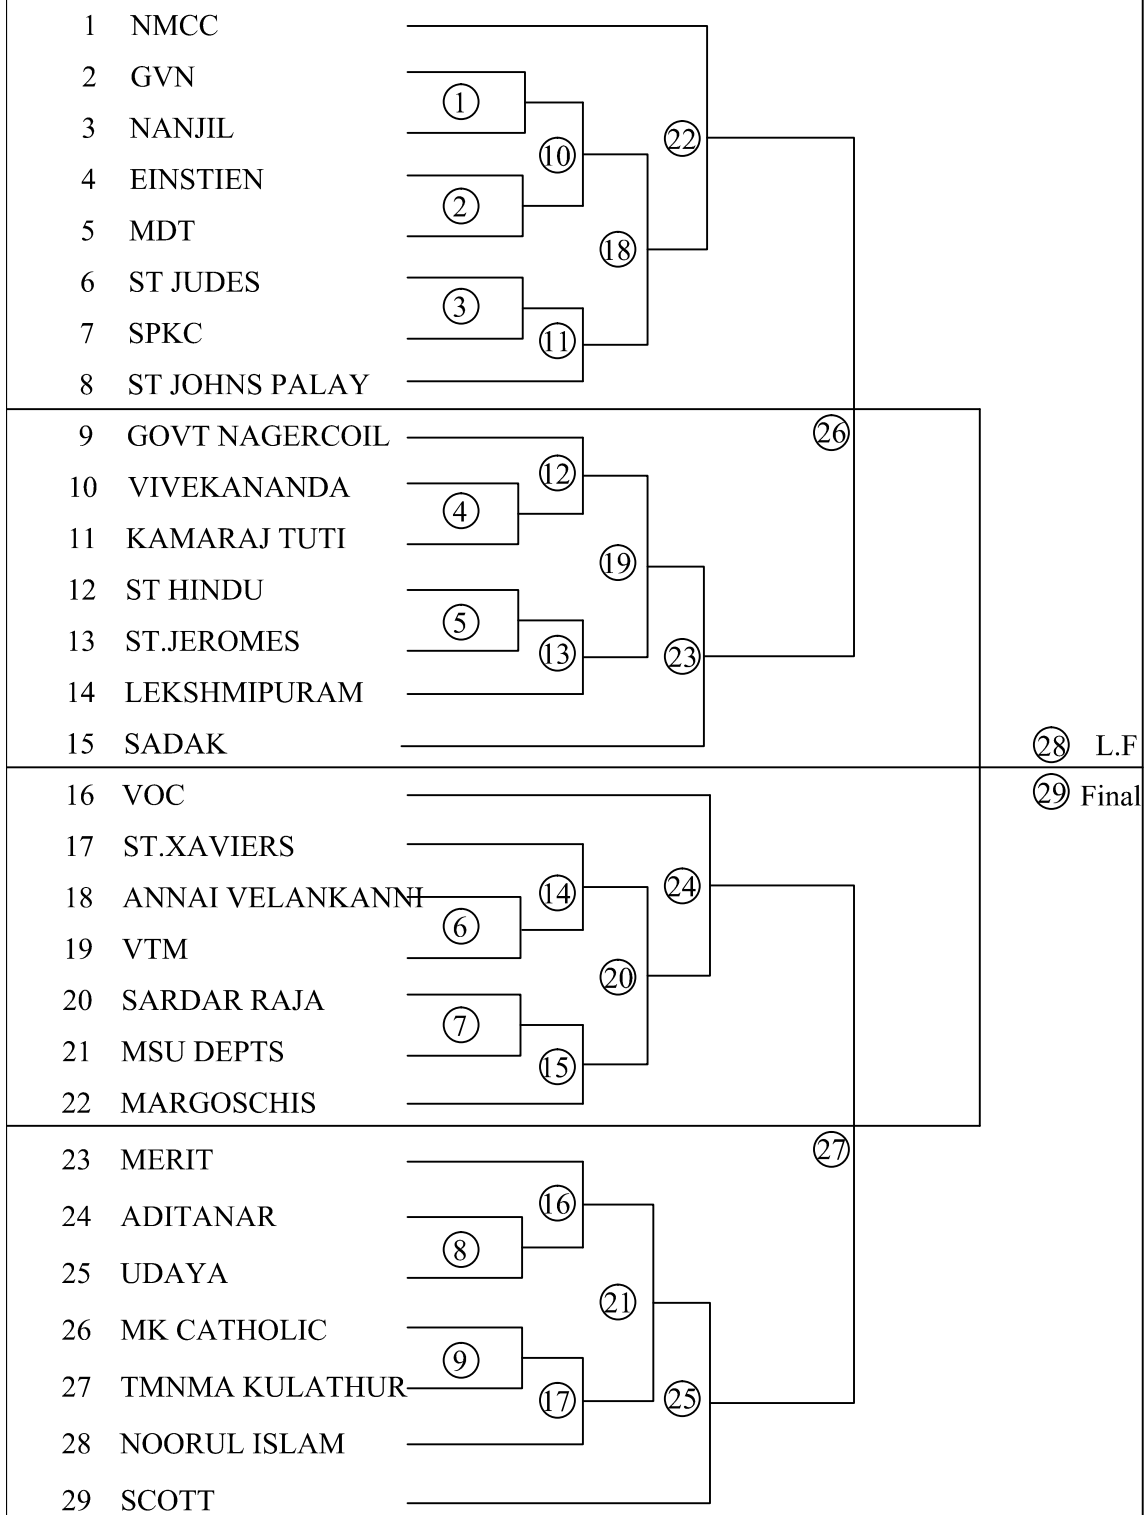 1 NMCC
2 GVN
①
3 NANJIL
22
⑩
4 EINSTIEN
②
5 MDT
⑱
6 ST JUDES
③
7 SPKC
⑪
8 ST JOHNS PALAY
9 GOVT NAGERCOIL
26
⑫
10 VIVEKANANDA
④
11 KAMARAJ TUTI
⑲
12 ST HINDU
⑤
13 ST.JEROMES
⑬
23
14 LEKSHMIPURAM
15 SADAK
28 L.F
16 VOC
29 Final
17 ST.XAVIERS
24
⑭
18 ANNAI VELANKANNI
⑥
19 VTM
⑳
20 SARDAR RAJA
⑦
21 MSU DEPTS
⑮
22 MARGOSCHIS
27
23 MERIT
⑯
24 ADITANAR
⑧
25 UDAYA
21
26 MK CATHOLIC
⑨
27 TMNMA KULATHUR
⑰
25
28 NOORUL ISLAM
29 SCOTT